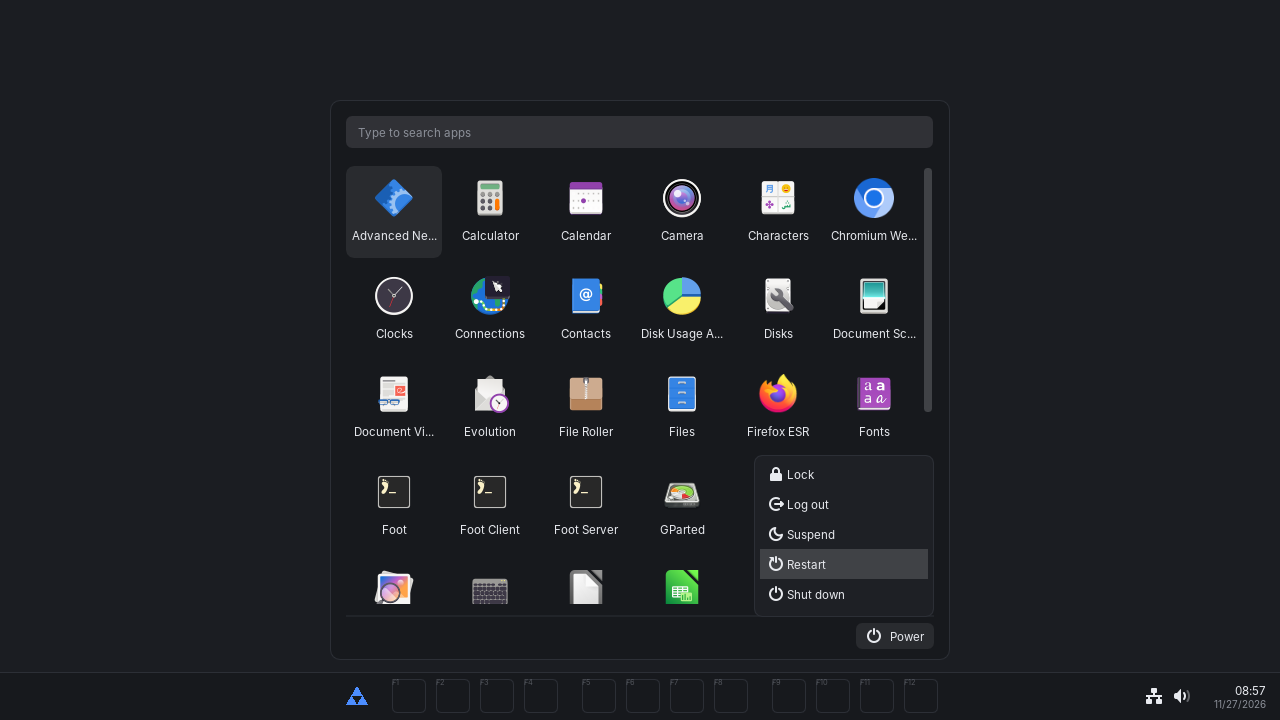 Type to search apps
Advanced Ne...
Calculator
Calendar
Camera
Characters
Chromium We...
Clocks
Connections
Contacts
Disk Usage A...
Disks
Document Sc...
Document Vi...
Evolution
File Roller
Files
Firefox ESR
Fonts
Foot
Foot Client
Foot Server
GParted
Lock
Log out
Suspend
Restart
Shut down
Power
F1
F2
F3
F4
F5
F6
F7
F8
F9
F10
F11
F12
08:57
11/27/2026